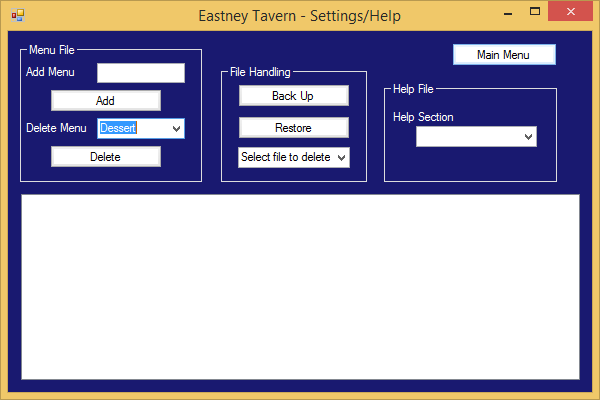 Eastney Tavern - Settings/Help
Menu File
Add Menu
Add
Delete Menu
Dessert
Delete
File Handling
Back Up
Restore
Select file to delete
Main Menu
Help File
Help Section